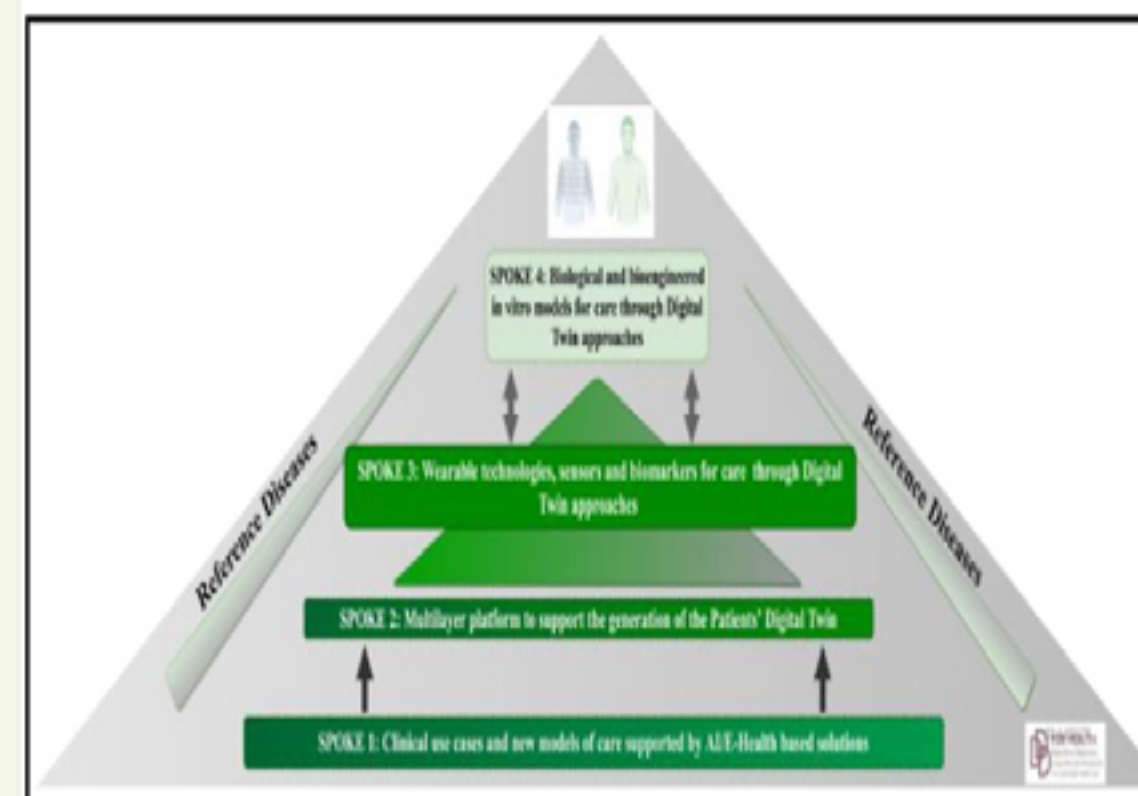 SPOKE 4: Biological and bioengineered
in vitro models for care through Digital
Twin approaches
Reference Diseases
Reference Diseases
SPOKE 3: Wearable technologies, sensors and biomarkers for care through Digital
Twin approaches
SPOKE 2: Multilayer platform to support the generation of the Patients' Digital Twin
SPOKE 1: Clinical use cases and new models of care supported by AI/E-Health based solutions